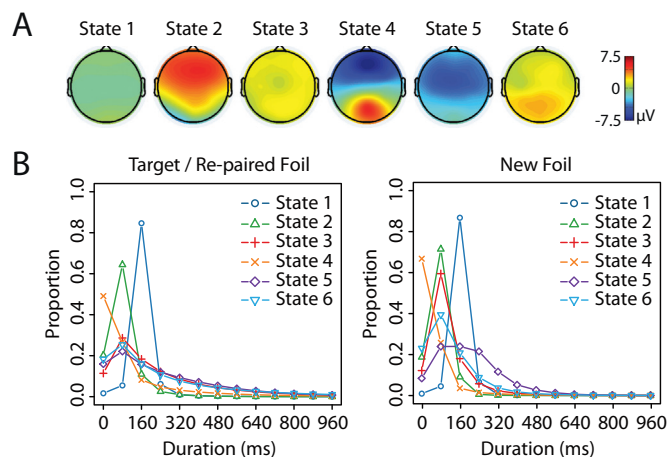 A
State 1 State 2 State 3 State 4 State 5 State 6
7.5
0
-7.5
μV
B
Target / Re-paired Foil
Proportion
1.0
0.8
0.6
0.4
0.2
0.0
State 1
State 2
State 3
State 4
State 5
State 6
0 160 320 480 640 800 960
Duration (ms)
New Foil
Proportion
1.0
0.8
0.6
0.4
0.2
0.0
State 1
State 2
State 3
State 4
State 5
State 6
0 160 320 480 640 800 960
Duration (ms)